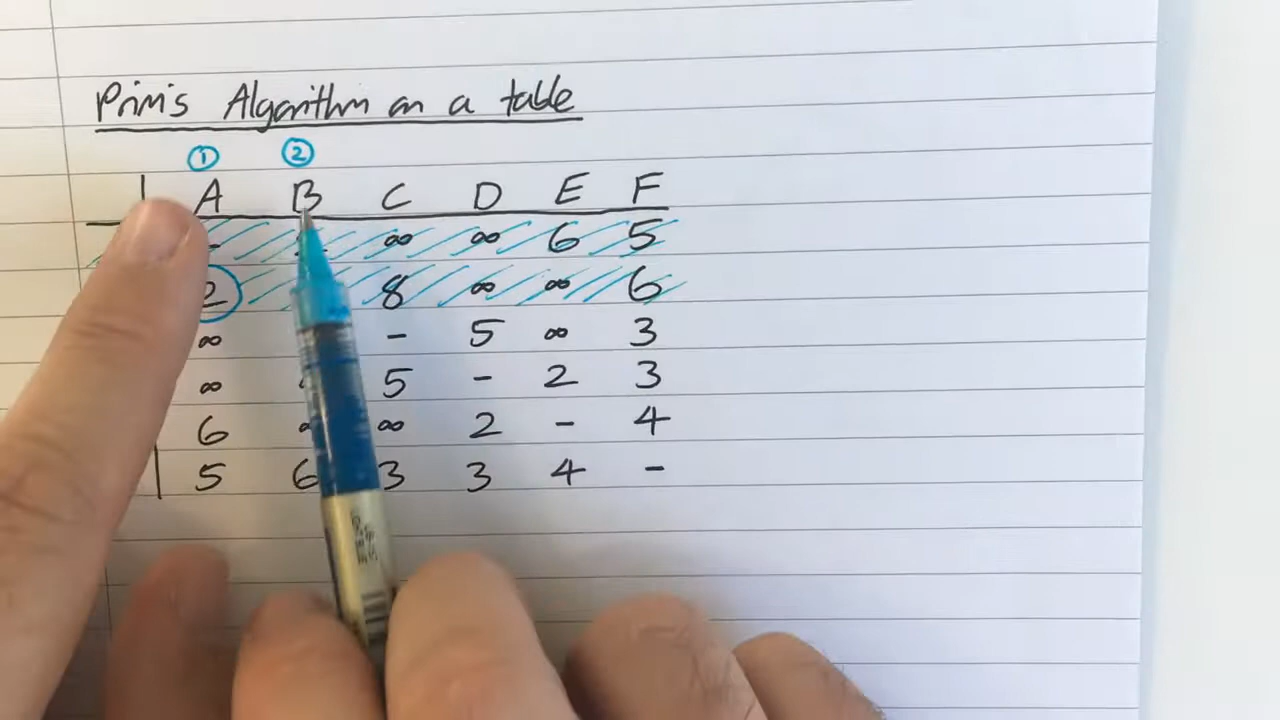 Prim's Algorithm on a table
① ②
A B C D E F
- ∞ ∞ 6 5
2 8 ∞ ∞ 6
∞ - 5 ∞ 3
∞ 5 - 2 3
6 ∞ 2 - 4
5 6 3 3 4 -